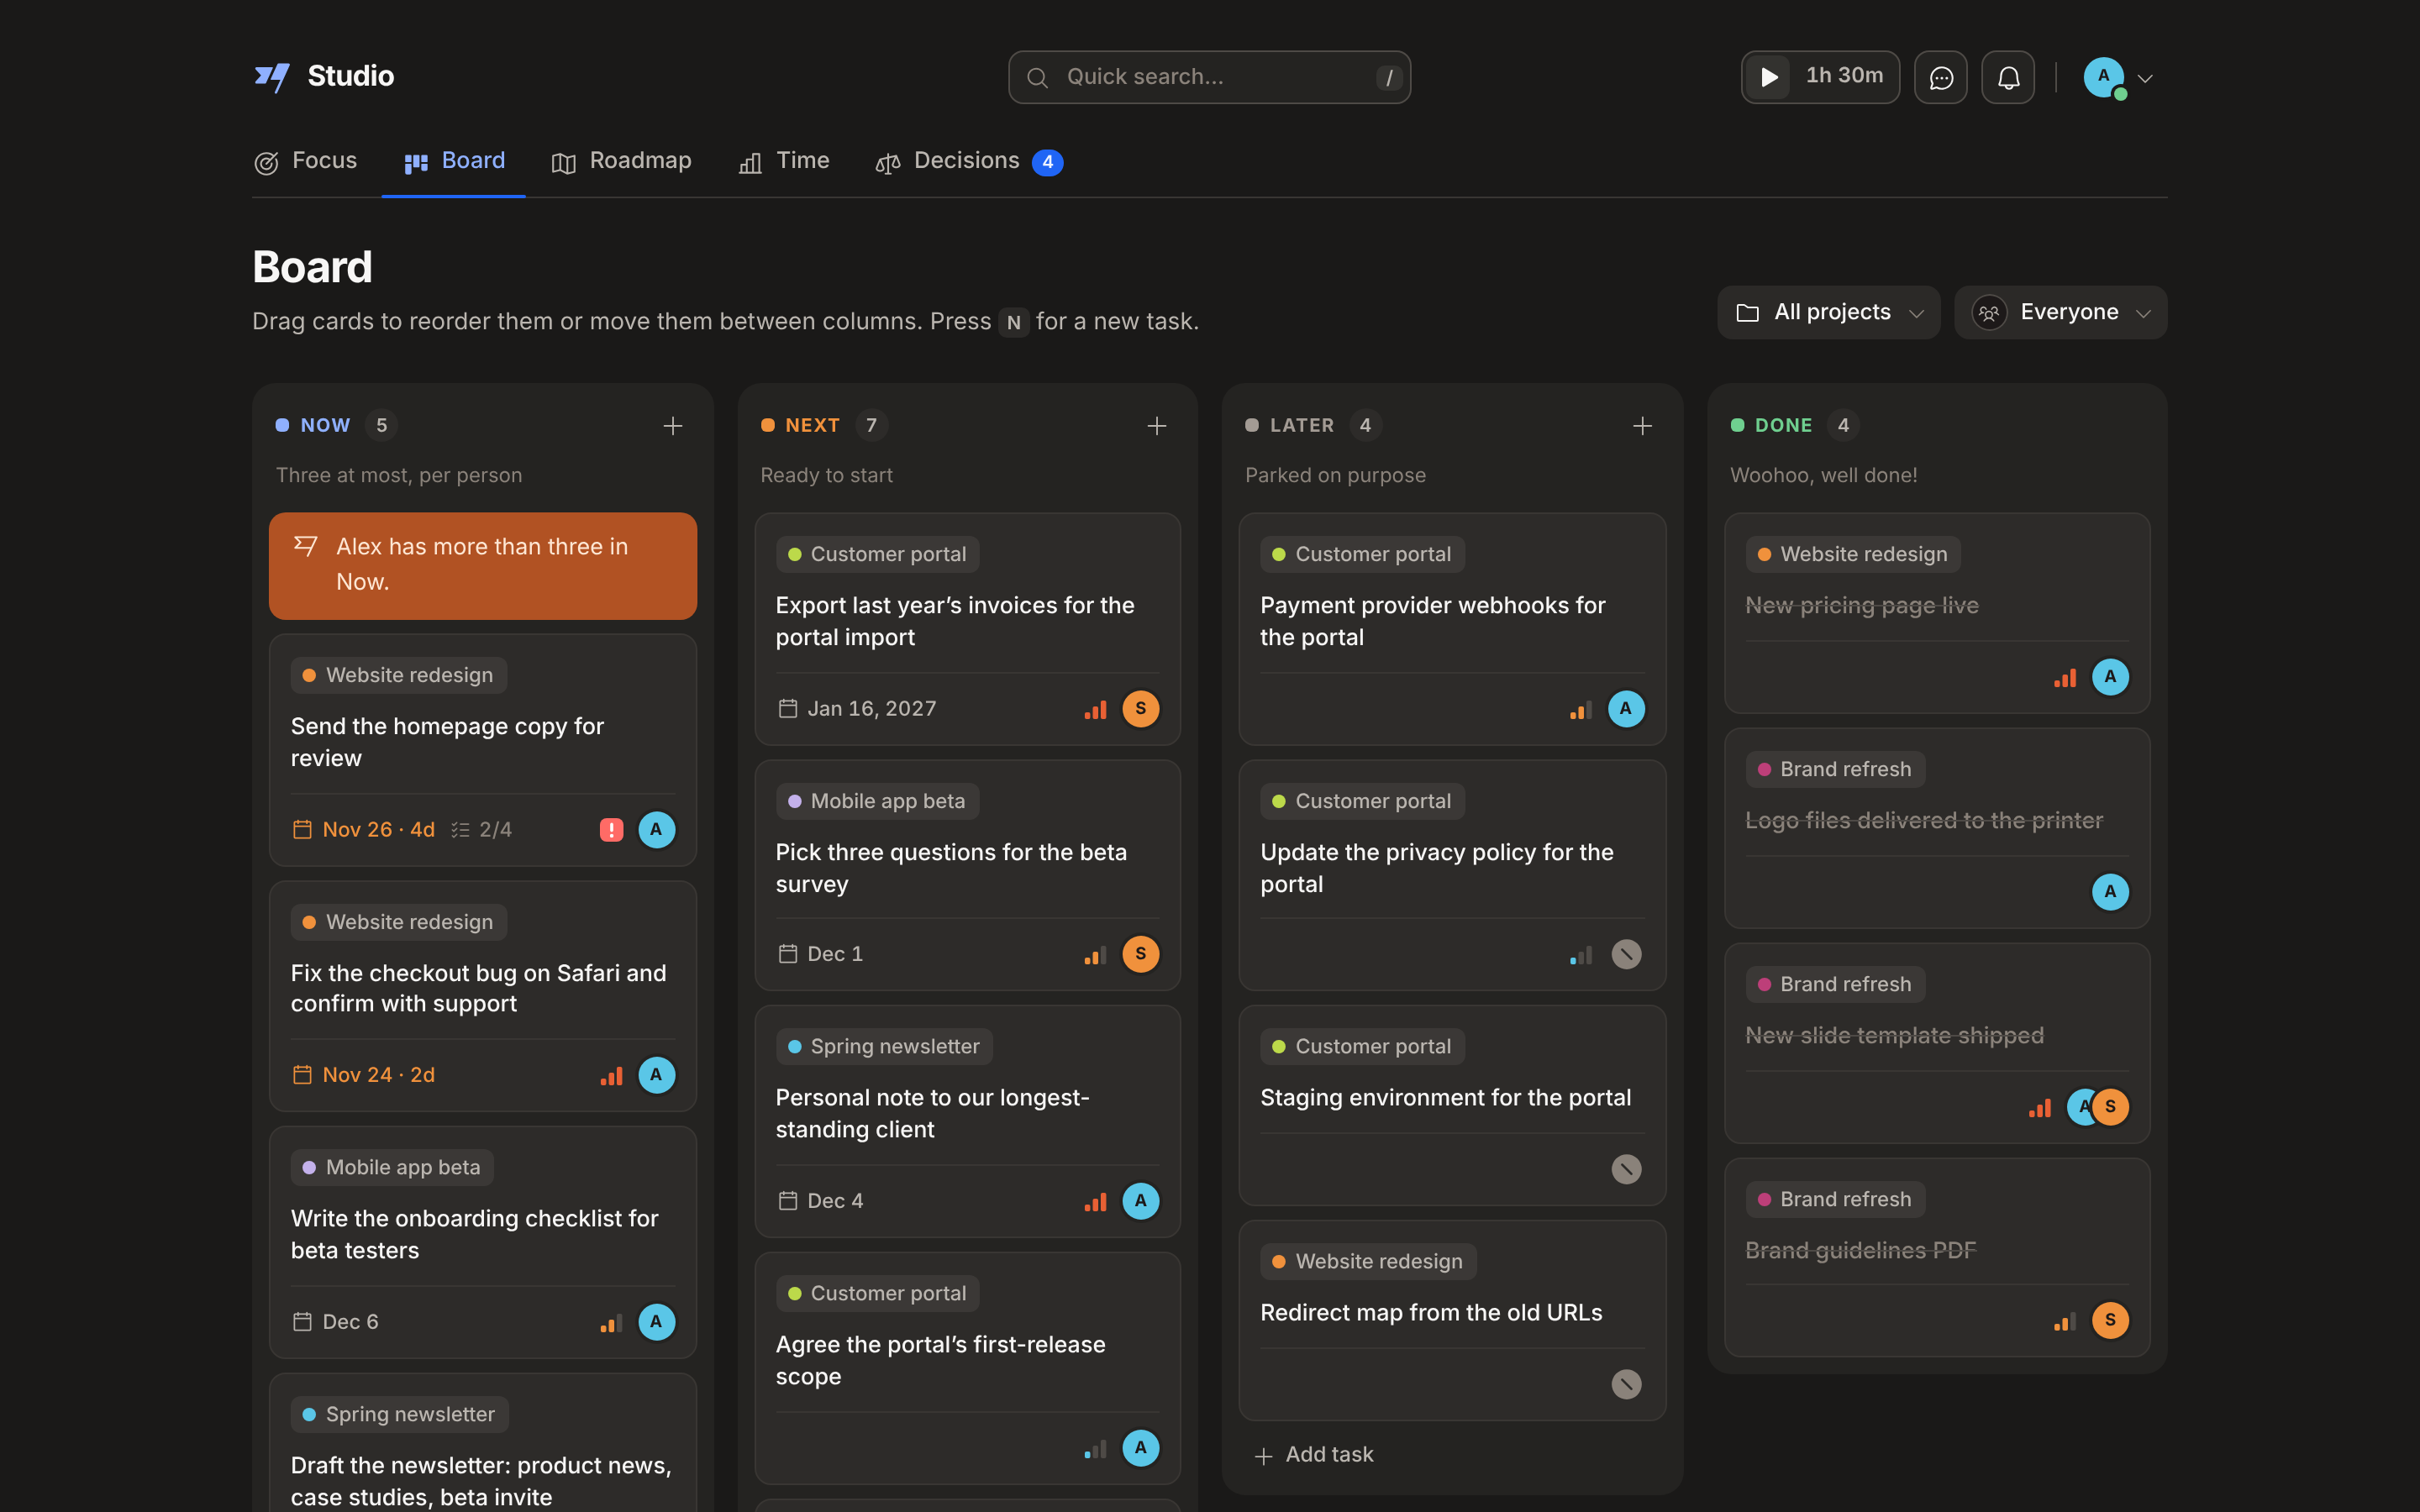 Studio
Quick search...
/
1h 30m
A
Focus
Board
Roadmap
Time
Decisions 4
Board
Drag cards to reorder them or move them between columns. Press N for a new task.
All projects
Everyone
NOW 5
Three at most, per person
Alex has more than three in
Now.
Website redesign
Send the homepage copy for
review
Nov 26 · 4d 2/4
!
A
Website redesign
Fix the checkout bug on Safari and
confirm with support
Nov 24 · 2d
A
Mobile app beta
Write the onboarding checklist for
beta testers
Dec 6
A
Spring newsletter
Draft the newsletter: product news,
case studies, beta invite
NEXT 7
Ready to start
Customer portal
Export last year’s invoices for the
portal import
Jan 16, 2027
S
Mobile app beta
Pick three questions for the beta
survey
Dec 1
S
Spring newsletter
Personal note to our longest-
standing client
Dec 4
A
Customer portal
Agree the portal’s first-release
scope
A
LATER 4
Parked on purpose
Customer portal
Payment provider webhooks for
the portal
A
Customer portal
Update the privacy policy for the
portal
Customer portal
Staging environment for the portal
Website redesign
Redirect map from the old URLs
Add task
DONE 4
Woohoo, well done!
Website redesign
New pricing page live
A
Brand refresh
Logo files delivered to the printer
A
Brand refresh
New slide template shipped
A S
Brand refresh
Brand guidelines PDF
S